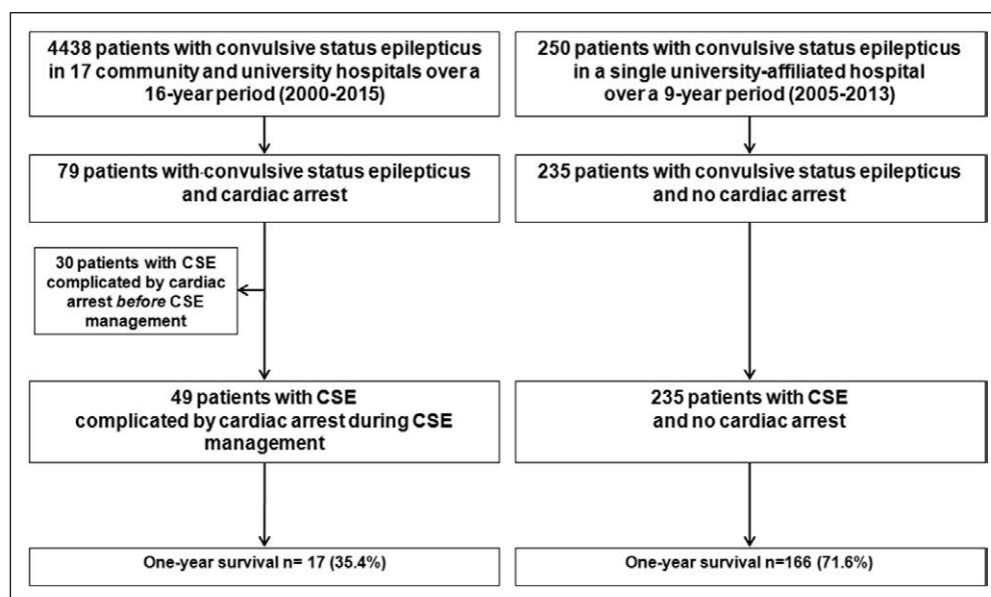 4438 patients with convulsive status epilepticus
in 17 community and university hospitals over a
16-year period (2000-2015)
250 patients with convulsive status epilepticus
in a single university-affiliated hospital
over a 9-year period (2005-2013)
79 patients with convulsive status epilepticus
and cardiac arrest
235 patients with convulsive status epilepticus
and no cardiac arrest
30 patients with CSE
complicated by cardiac
arrest before CSE
management
49 patients with CSE
complicated by cardiac arrest during CSE
management
235 patients with CSE
and no cardiac arrest
One-year survival n= 17 (35.4%)
One-year survival n=166 (71.6%)